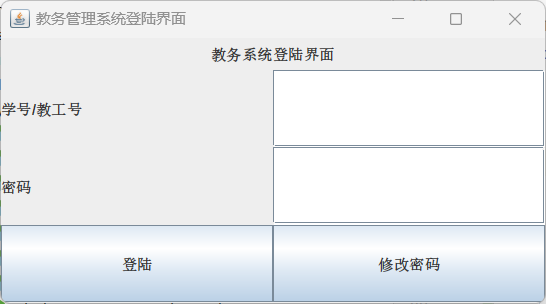 教务管理系统登陆界面
教务系统登陆界面
学号/教工号
密码
登陆
修改密码